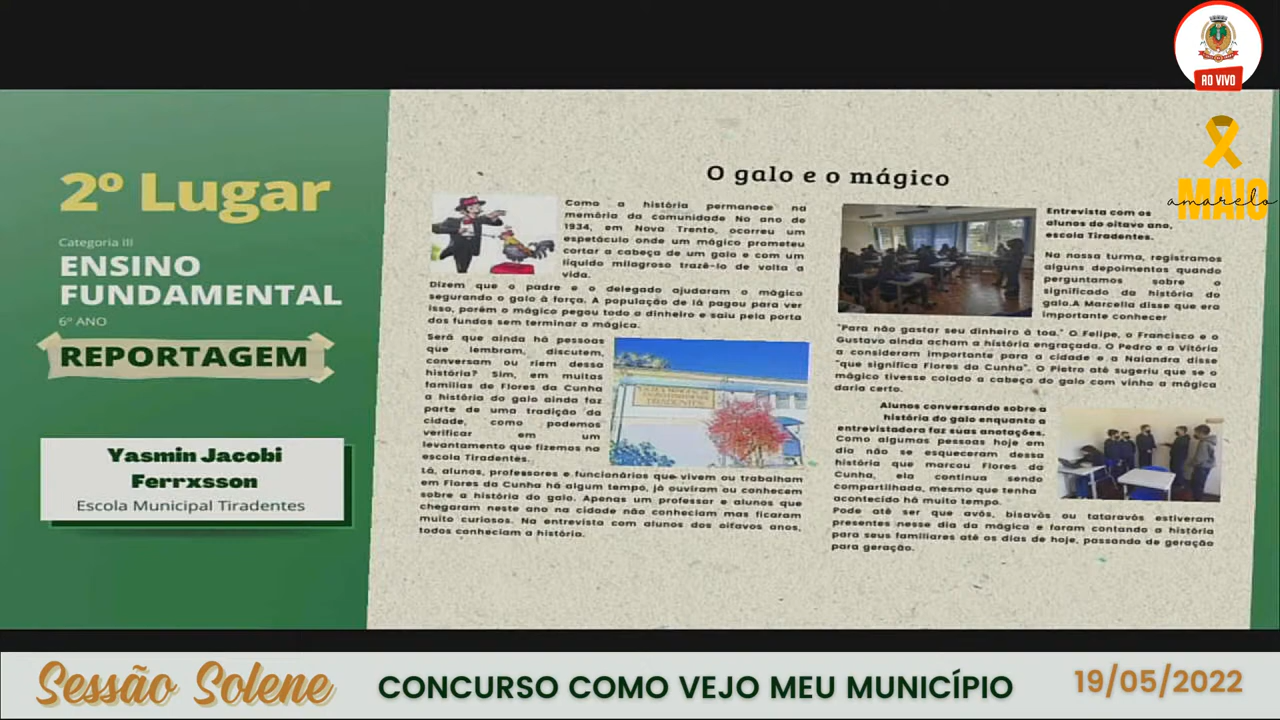 AO VIVO
MAIO
amarelo
2º Lugar
Categoria III
ENSINO
FUNDAMENTAL
6º ANO
REPORTAGEM
Yasmin Jacobi
Ferrxsson
Escola Municipal Tiradentes
O galo e o mágico
Como a história permanece na
memória da comunidade No ano de
1934, em Nova Trento, ocorreu um
espetáculo onde um mágico prometeu
cortar a cabeça de um galo e com um
líquido milagroso trazê-lo de volta a
vida.
Dizem que o padre e o delegado ajudaram o mágico
segurando o galo à força. A população de lá pagou para ver
isso, porém o mágico pegou todo o dinheiro e saiu pela porta
dos fundos sem terminar a mágica.
Será que ainda há pessoas
que lembram, discutem,
conversam ou riem dessa
história? Sim, em muitas
famílias de Flores da Cunha
a história do galo ainda faz
parte de uma tradição da
cidade, como podemos
verificar em um
levantamento que fizemos na
escola Tiradentes.
TIRADENTES
Lá, alunos, professores e funcionários que vivem ou trabalham
em Flores da Cunha há algum tempo, já ouviram ou conhecem
sobre a história do galo. Apenas um professor e alunos que
chegaram neste ano na cidade não conheciam mas ficaram
muito curiosos. Na entrevista com alunos dos oitavos anos,
todos conheciam a história.
Entrevista com os
alunos do oitavo ano,
escola Tiradentes.
Na nossa turma, registramos
alguns depoimentos quando
perguntamos sobre o
significado da história do
galo.A Marcella disse que era
importante conhecer
"Para não gastar seu dinheiro à toa." O Felipe, o Francisco e o
Gustavo ainda acham a história engraçada. O Pedro e a Vitória
a consideram importante para a cidade e a Naiandra disse
"que significa Flores da Cunha". O Pietro até sugeriu que se o
mágico tivesse colado a cabeça do galo com vinho a mágica
daria certo.
Alunos conversando sobre a
história do galo enquanto a
entrevistadora faz suas anotações.
Como algumas pessoas hoje em
dia não se esqueceram dessa
história que marcou Flores da
Cunha, ela continua sendo
compartilhada, mesmo que tenha
acontecido há muito tempo.
Pode até ser que avós, bisavós ou tataravós estiveram
presentes nesse dia da mágica e foram contando a história
para seus familiares até os dias de hoje, passando de geração
para geração.
Sessão Solene
CONCURSO COMO VEJO MEU MUNICÍPIO
19/05/2022